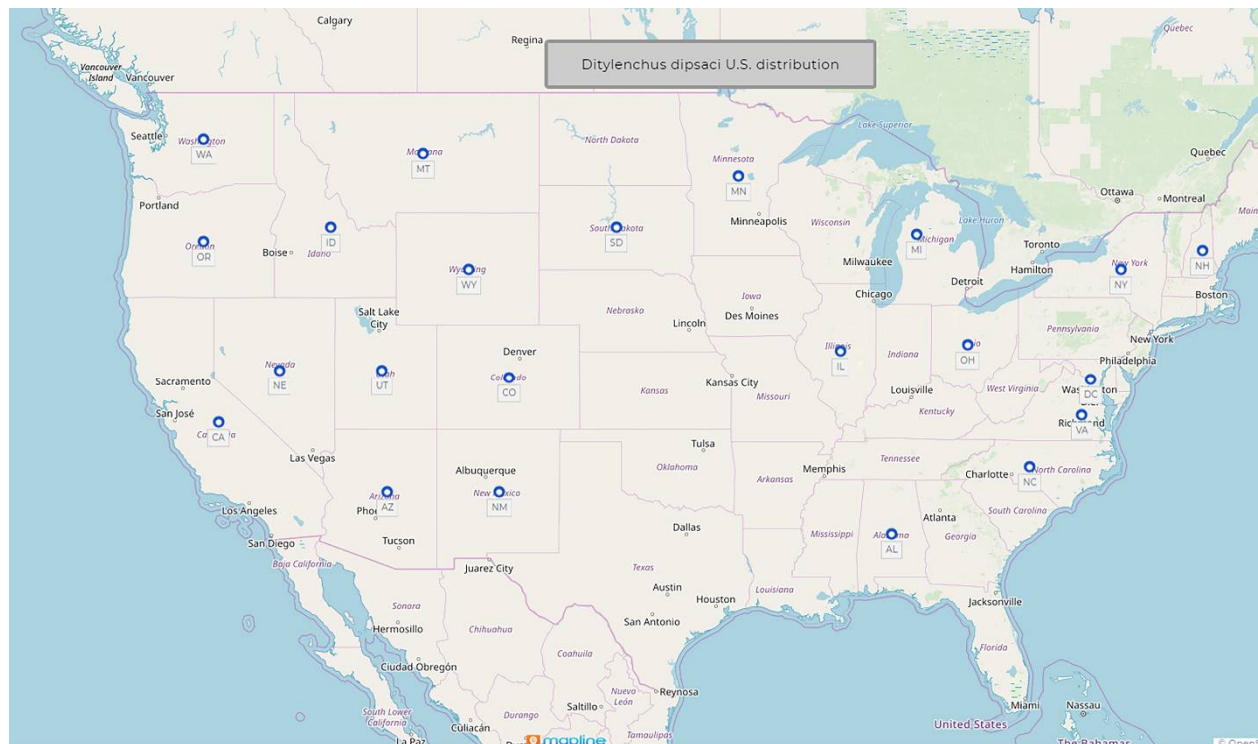 Calgary
Quebec
Regina
Ditylenchus dipsaci U.S. distribution
Vancouver
Island
Vancouver
Lake Superior
Seattle
Washington
WA
North Dakota
MT
Minnesota
MN
Quebec
Ottawa
Montreal
Portland
Minneapolis
Wisconsin
Lake Huron
Main
OR
Boise
Idaho
ID
South Dakota
SD
Michigan
MI
Toronto
Milwaukee
Hamilton
New York
NY
NH
WY
Detroit
Chicago
Boston
Salt Lake
City
Nebraska
Iowa
Des Moines
Lincoln
Pennsylvania
New York
Denver
IL
Indiana
OH
Philadelphia
Nevada
NE
UT
Colorado
CO
Sacramento
Kansas
Kansas City
Missouri
Louisville
West Virginia
DC
San José
CA
Kentucky
VA
Las Vegas
Tulsa
Albuquerque
Oklahoma
Memphis
Tennessee
Charlotte
North Carolina
NC
Arkansas
Arizona
AZ
New Mexico
NM
Los Angeles
South Carolina
Tucson
Dallas
Mississippi
Alabama
AL
Atlanta
Georgia
San Diego
Baja California
Juarez City
Texas
Austin
Houston
Louisiana
Jacksonville
Sonora
Hermosillo
Chihuahua
San Antonio
Coahuila
Florida
Ciudad Obregón
Nuevo
León
Reynosa
Saltillo
Miami
Nassau
South Lower
California
Durango
Culiacán
Tamaulipas
United States
La Paz
mapline
The Bahamas